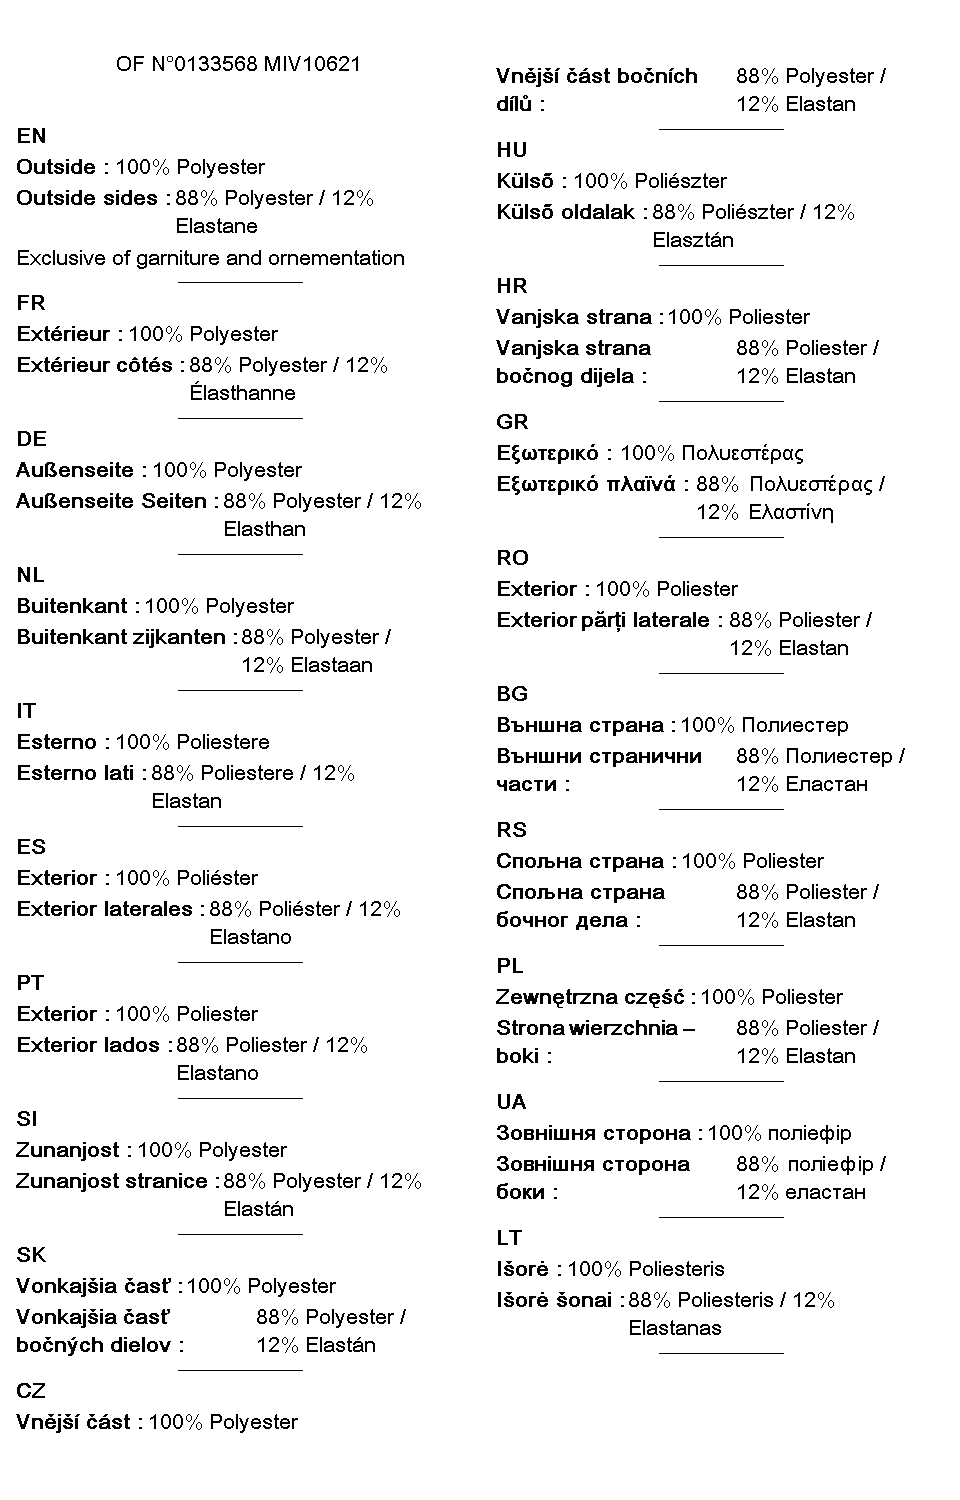 OF N°0133568 MIV10621
EN
Outside : 100% Polyester
Outside sides : 88% Polyester / 12%
Elastane
Exclusive of garniture and ornementation
FR
Extérieur : 100% Polyester
Extérieur côtés : 88% Polyester / 12%
Élasthanne
DE
Außenseite : 100% Polyester
Außenseite Seiten : 88% Polyester / 12%
Elasthan
NL
Buitenkant : 100% Polyester
Buitenkant zijkanten : 88% Polyester /
12% Elastaan
IT
Esterno : 100% Poliestere
Esterno lati : 88% Poliestere / 12%
Elastan
ES
Exterior : 100% Poliéster
Exterior laterales : 88% Poliéster / 12%
Elastano
PT
Exterior : 100% Poliester
Exterior lados : 88% Poliester / 12%
Elastano
SI
Zunanjost : 100% Polyester
Zunanjost stranice : 88% Polyester / 12%
Elastán
SK
Vonkajšia časť : 100% Polyester
Vonkajšia časť 88% Polyester /
bočných dielov : 12% Elastán
CZ
Vnější část : 100% Polyester
Vnější část bočních 88% Polyester /
dílů : 12% Elastan
HU
Külső : 100% Poliészter
Külső oldalak : 88% Poliészter / 12%
Elasztán
HR
Vanjska strana : 100% Poliester
Vanjska strana 88% Poliester /
bočnog dijela : 12% Elastan
GR
Εξωτερικό : 100% Πολυεστέρας
Εξωτερικό πλαϊνά : 88% Πολυεστέρας /
12% Ελαστίνη
RO
Exterior : 100% Poliester
Exterior părți laterale : 88% Poliester /
12% Elastan
BG
Външна страна : 100% Полиестер
Външни странични 88% Полиестер /
части : 12% Еластан
RS
Спољна страна : 100% Poliester
Спољна страна 88% Poliester /
бочног дела : 12% Elastan
PL
Zewnętrzna część : 100% Poliester
Strona wierzchnia – 88% Poliester /
boki : 12% Elastan
UA
Зовнішня сторона : 100% поліефір
Зовнішня сторона 88% поліефір /
боки : 12% еластан
LT
Išorė : 100% Poliesteris
Išorė šonai : 88% Poliesteris / 12%
Elastanas